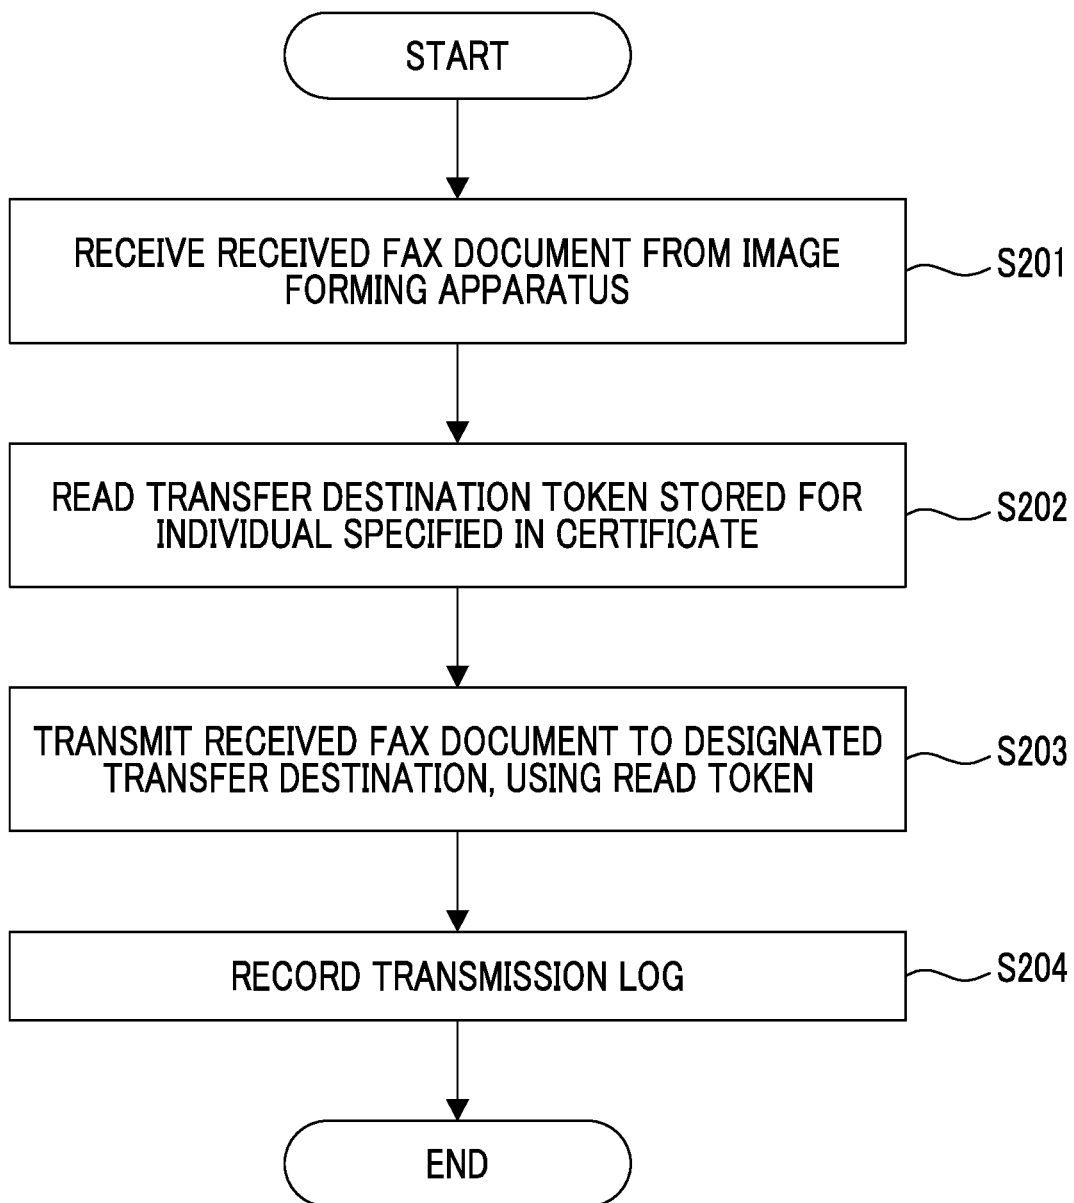 START
RECEIVE RECEIVED FAX DOCUMENT FROM IMAGE
FORMING APPARATUS
S201
READ TRANSFER DESTINATION TOKEN STORED FOR
INDIVIDUAL SPECIFIED IN CERTIFICATE
S202
TRANSMIT RECEIVED FAX DOCUMENT TO DESIGNATED
TRANSFER DESTINATION, USING READ TOKEN
S203
RECORD TRANSMISSION LOG
S204
END